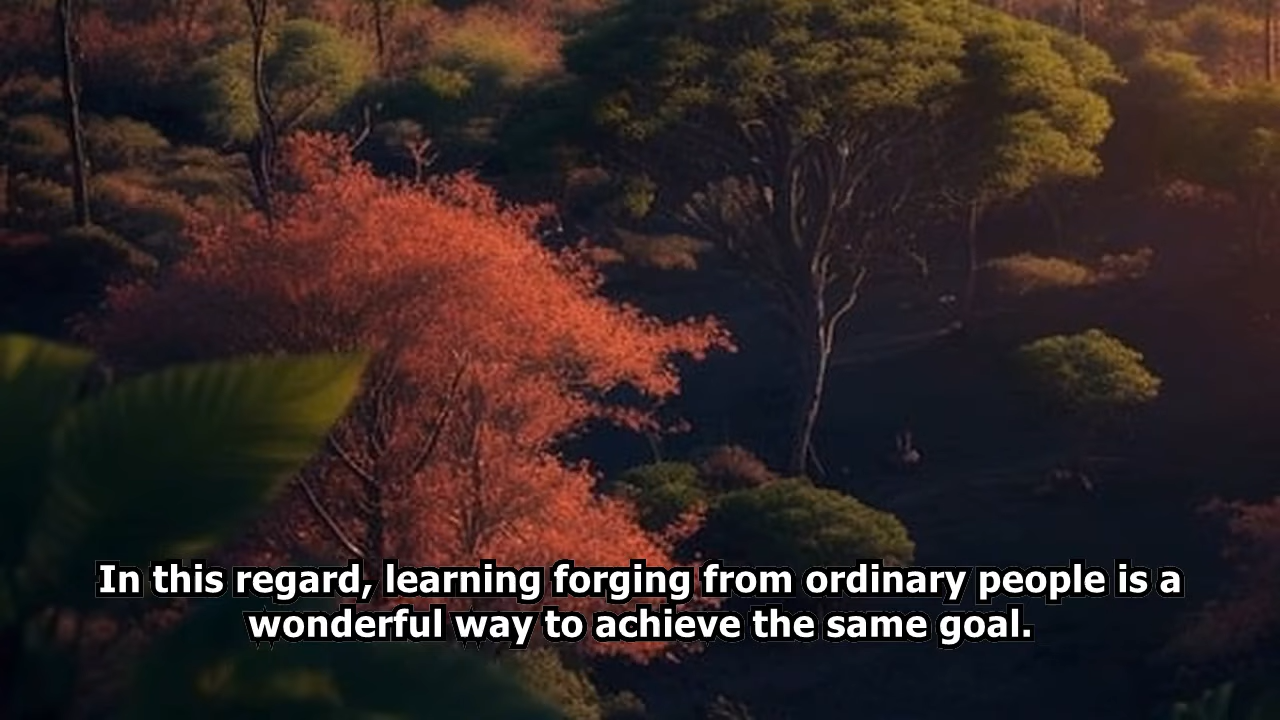 In this regard, learning forging from ordinary people is a
wonderful way to achieve the same goal.